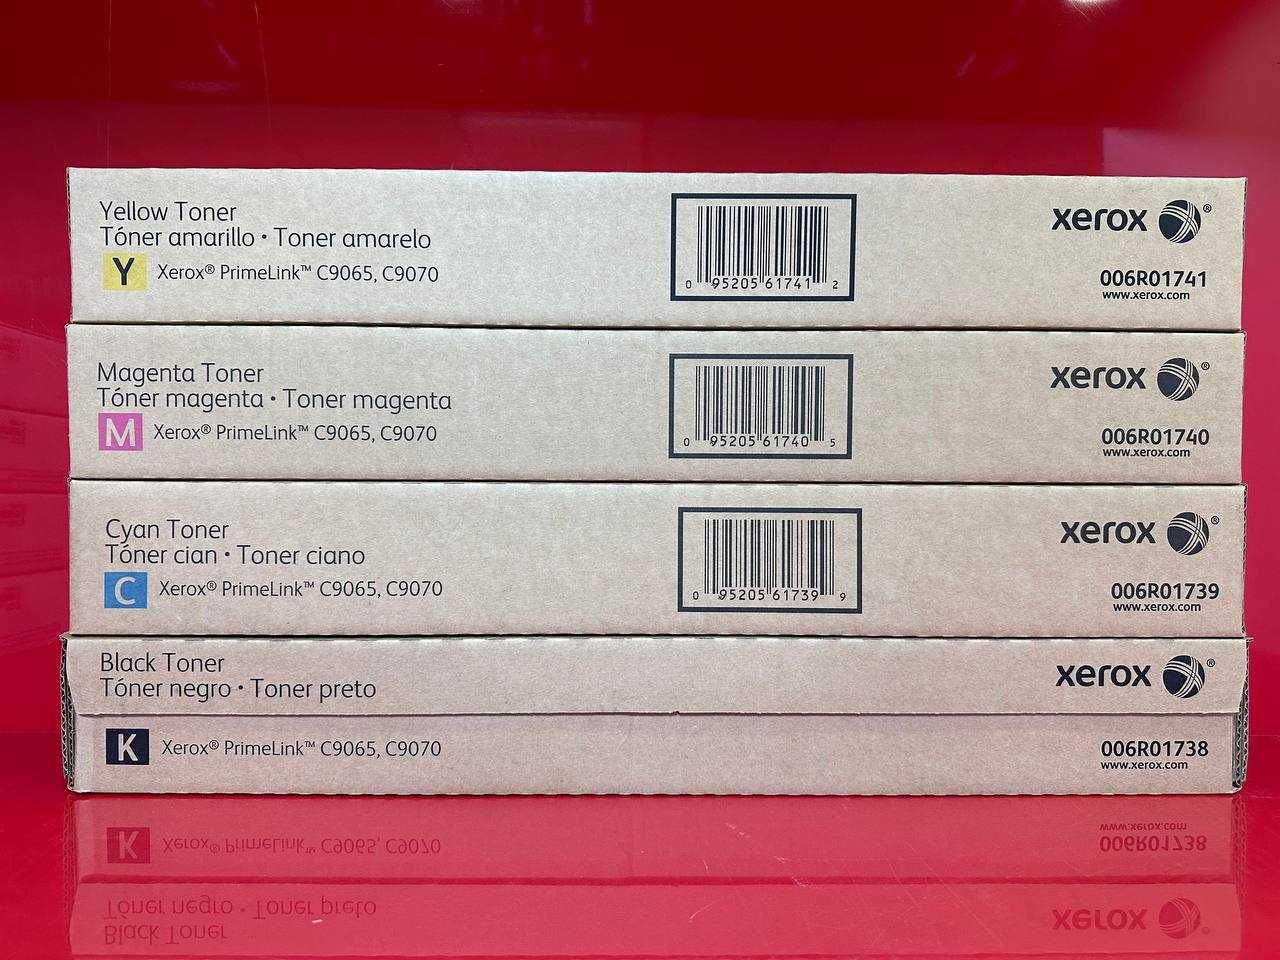 Yellow Toner
Tóner amarillo • Toner amarelo
Y Xerox® PrimeLink™ C9065, C9070
0 95205 61741 2
xerox ®
006R01741
www.xerox.com
Magenta Toner
Tóner magenta • Toner magenta
M Xerox® PrimeLink™ C9065, C9070
0 95205 61740 5
xerox ®
006R01740
www.xerox.com
Cyan Toner
Tóner cian • Toner ciano
C Xerox® PrimeLink™ C9065, C9070
0 95205 61739 9
xerox ®
006R01739
www.xerox.com
Black Toner
Tóner negro • Toner preto
K Xerox® PrimeLink™ C9065, C9070
xerox ®
006R01738
www.xerox.com